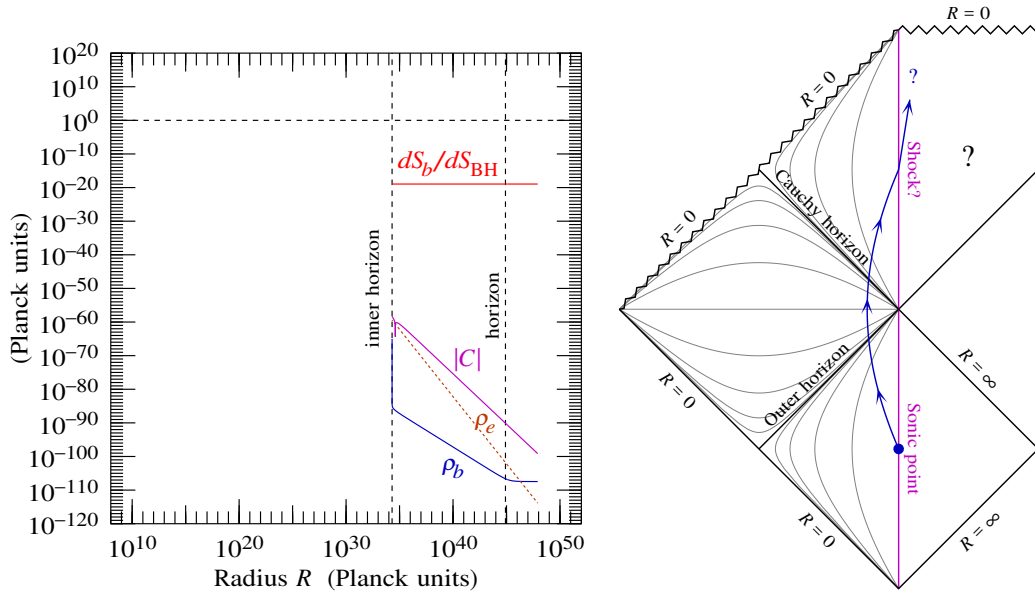 10^20
10^10
10^0
10^−10
10^−20
10^−30
10^−40
10^−50
10^−60
10^−70
10^−80
10^−90
10^−100
10^−110
10^−120
(Planck units)
dS_b/dS_BH
inner horizon
horizon
|C|
ρ_e
ρ_b
10^10
10^20
10^30
10^40
10^50
Radius R (Planck units)
R = 0
?
R = 0
Shock?
?
Cauchy horizon
R = 0
Outer horizon
R = ∞
R = 0
Sonic point
R = 0
R = ∞